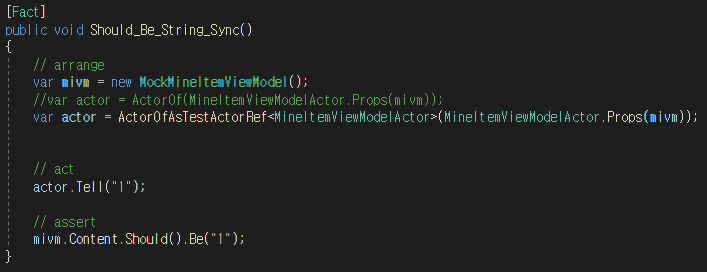 [Fact]
public void Should_Be_String_Sync()
{
// arrange
var mivm = new MockMineItemViewModel();
//var actor = ActorOf(MineItemViewModelActor.Props(mivm));
var actor = ActorOfAsTestActorRef<MineItemViewModelActor>(MineItemViewModelActor.Props(mivm));
// act
actor.Tell("1");
// assert
mivm.Content.Should().Be("1");
}